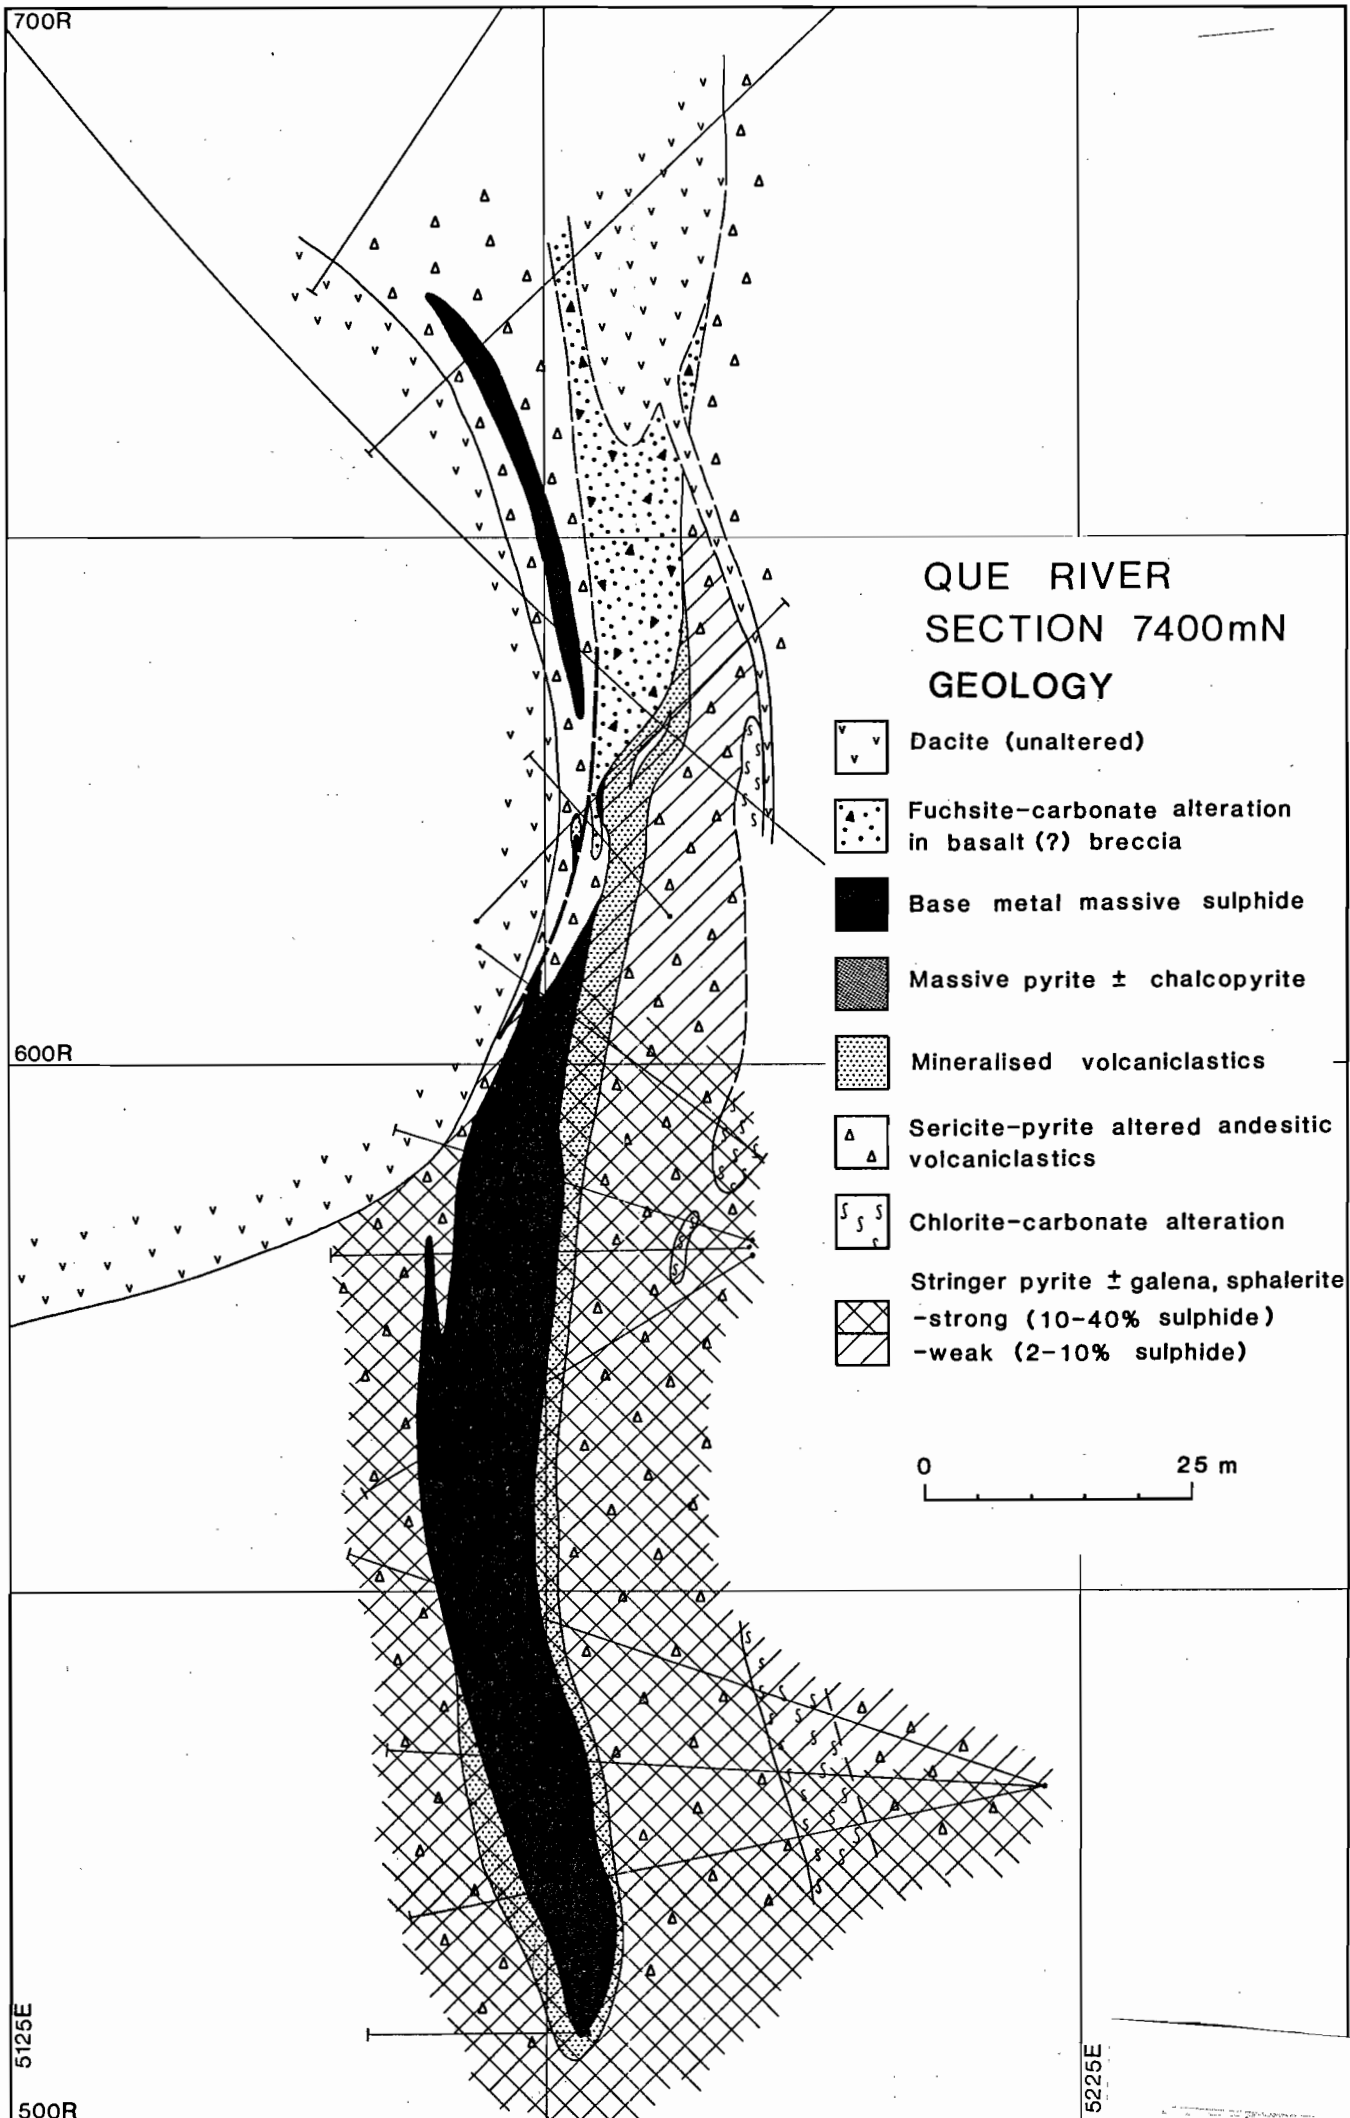 700R
QUE RIVER
SECTION 7400mN
GEOLOGY
Dacite (unaltered)
Fuchsite-carbonate alteration
in basalt (?) breccia
Base metal massive sulphide
Massive pyrite ± chalcopyrite
600R
Mineralised volcaniclastics
Sericite-pyrite altered andesitic
volcaniclastics
Chlorite-carbonate alteration
Stringer pyrite ± galena, sphalerite
-strong (10-40% sulphide)
-weak (2-10% sulphide)
0 25 m
5125E
5225E
500R